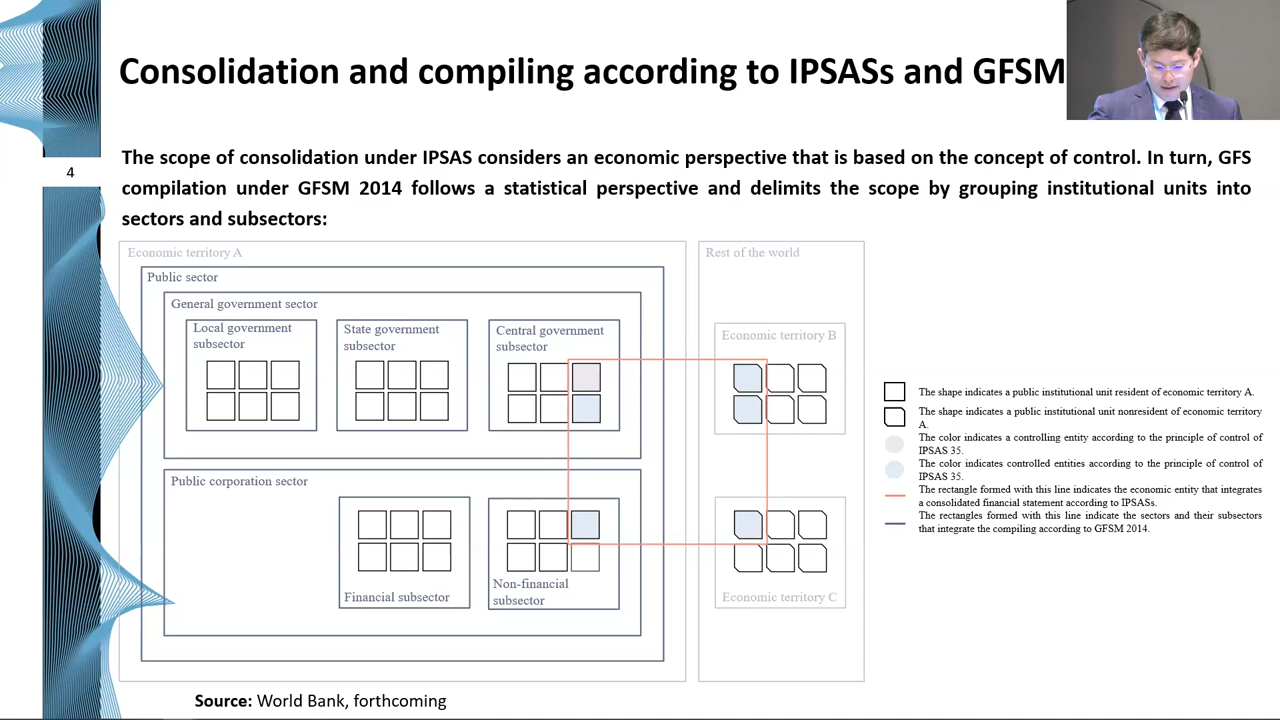 Consolidation and compiling according to IPSASs and GFSM
4
The scope of consolidation under IPSAS considers an economic perspective that is based on the concept of control. In turn, GFS
compilation under GFSM 2014 follows a statistical perspective and delimits the scope by grouping institutional units into
sectors and subsectors:
Economic territory A
Rest of the world
Public sector
General government sector
Local government
subsector
State government
subsector
Central government
subsector
Economic territory B
Public corporation sector
Financial subsector
Non-financial
subsector
Economic territory C
The shape indicates a public institutional unit resident of economic territory A.
The shape indicates a public institutional unit nonresident of economic territory
A.
The color indicates a controlling entity according to the principle of control of
IPSAS 35.
The color indicates controlled entities according to the principle of control of
IPSAS 35.
The rectangle formed with this line indicates the economic entity that integrates
a consolidated financial statement according to IPSASs.
The rectangles formed with this line indicate the sectors and their subsectors
that integrate the compiling according to GFSM 2014.
Source: World Bank, forthcoming